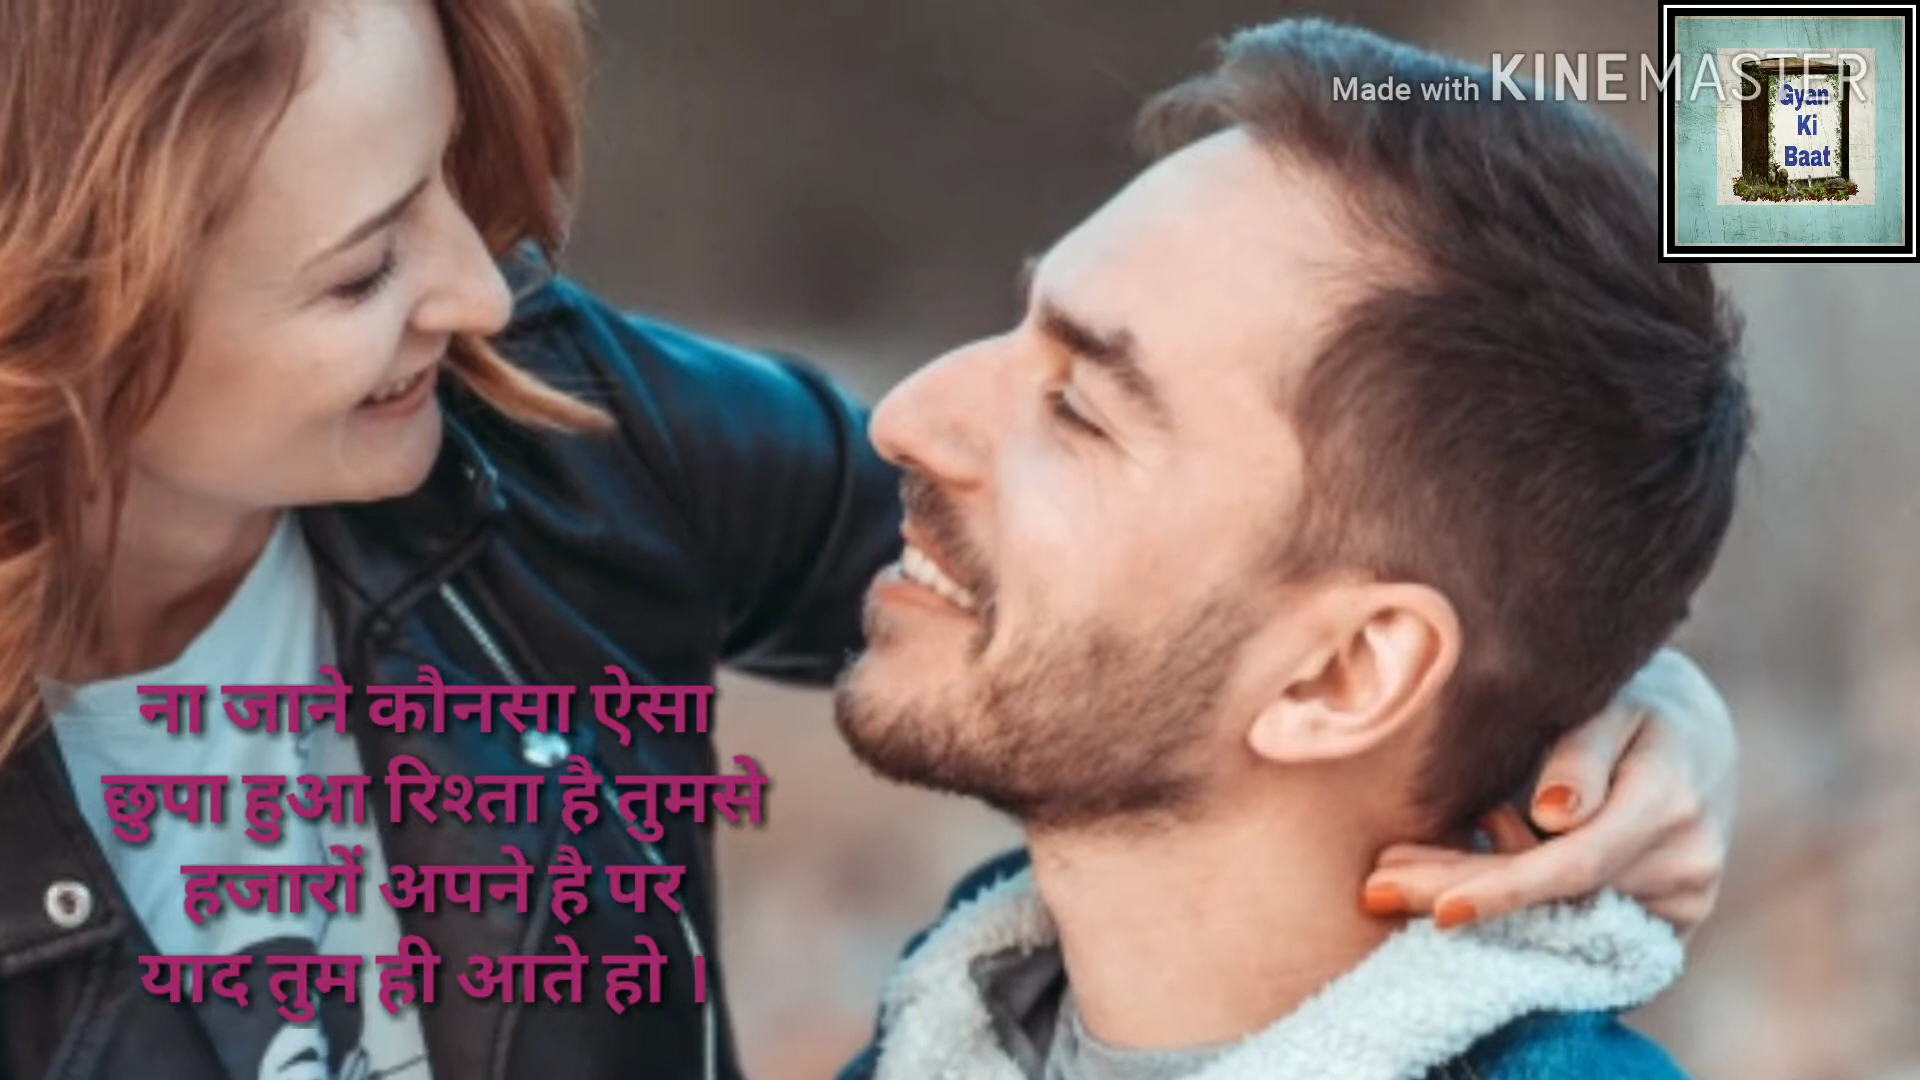 Made with KINEMASTER
Gyan
Ki
Baat
ना जाने कौनसा ऐसा
छुपा हुआ रिश्ता है तुमसे
हजारों अपने है पर
याद तुम ही आते हो ।